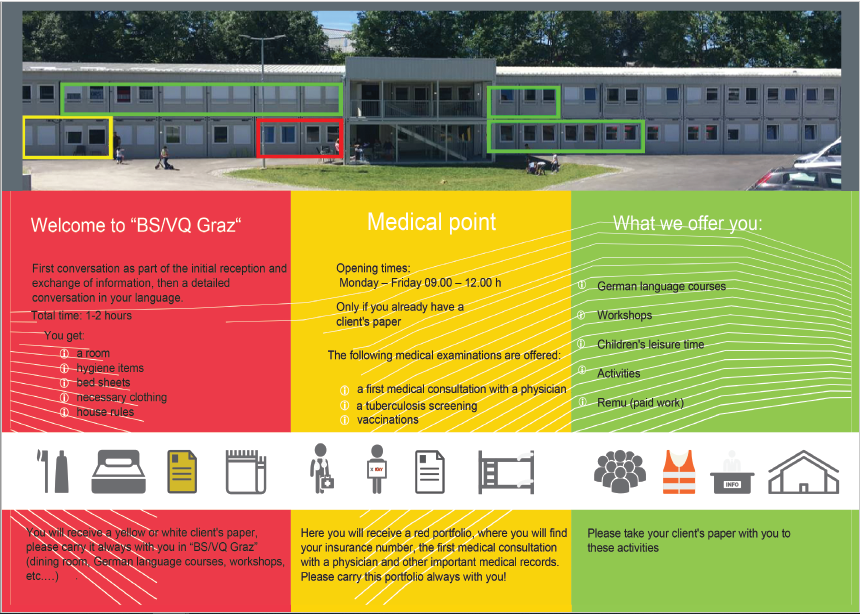 Welcome to “BS/VQ Graz“
First conversation as part of the initial reception and
exchange of information, then a detailed
conversation in your language.
Total time: 1-2 hours
You get:
a room
hygiene items
bed sheets
necessary clothing
house rules
Medical point
Opening times:
Monday – Friday 09.00 – 12.00 h
Only if you already have a
client's paper
The following medical examinations are offered:
a first medical consultation with a physician
a tuberculosis screening
vaccinations
What we offer you:
German language courses
Workshops
Children's leisure time
Activities
Remu (paid work)
X RAY
INFO
You will receive a yellow or white client's paper,
please carry it always with you in “BS/VQ Graz”
(dining room, German language courses, workshops,
etc.…)
Here you will receive a red portfolio, where you will find
your insurance number, the first medical consultation
with a physician and other important medical records.
Please carry this portfolio always with you!
Please take your client's paper with you to
these activities